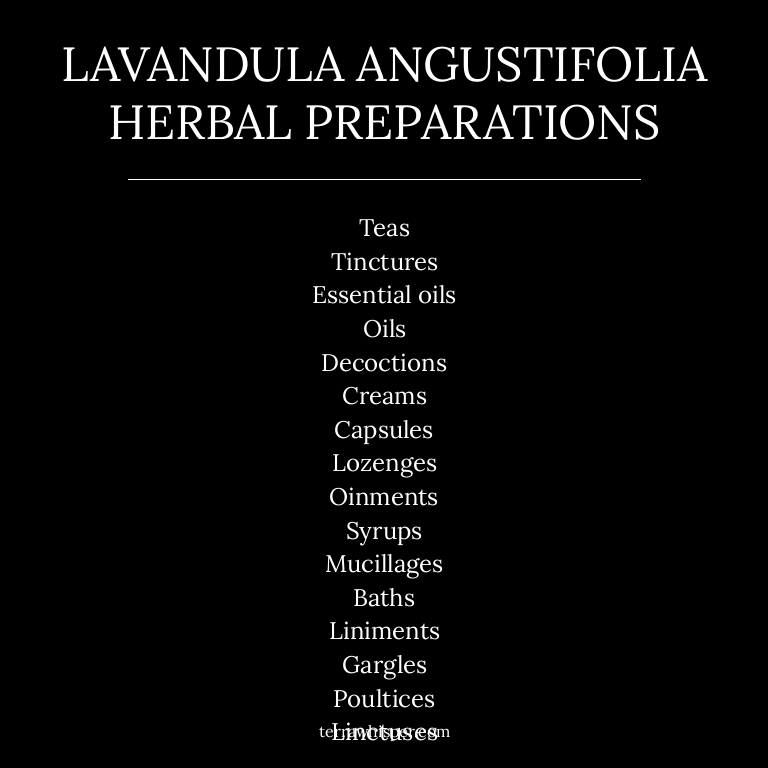 LAVANDULA ANGUSTIFOLIA
HERBAL PREPARATIONS
Teas
Tinctures
Essential oils
Oils
Decoctions
Creams
Capsules
Lozenges
Oinments
Syrups
Mucillages
Baths
Liniments
Gargles
Poultices
Linctuses